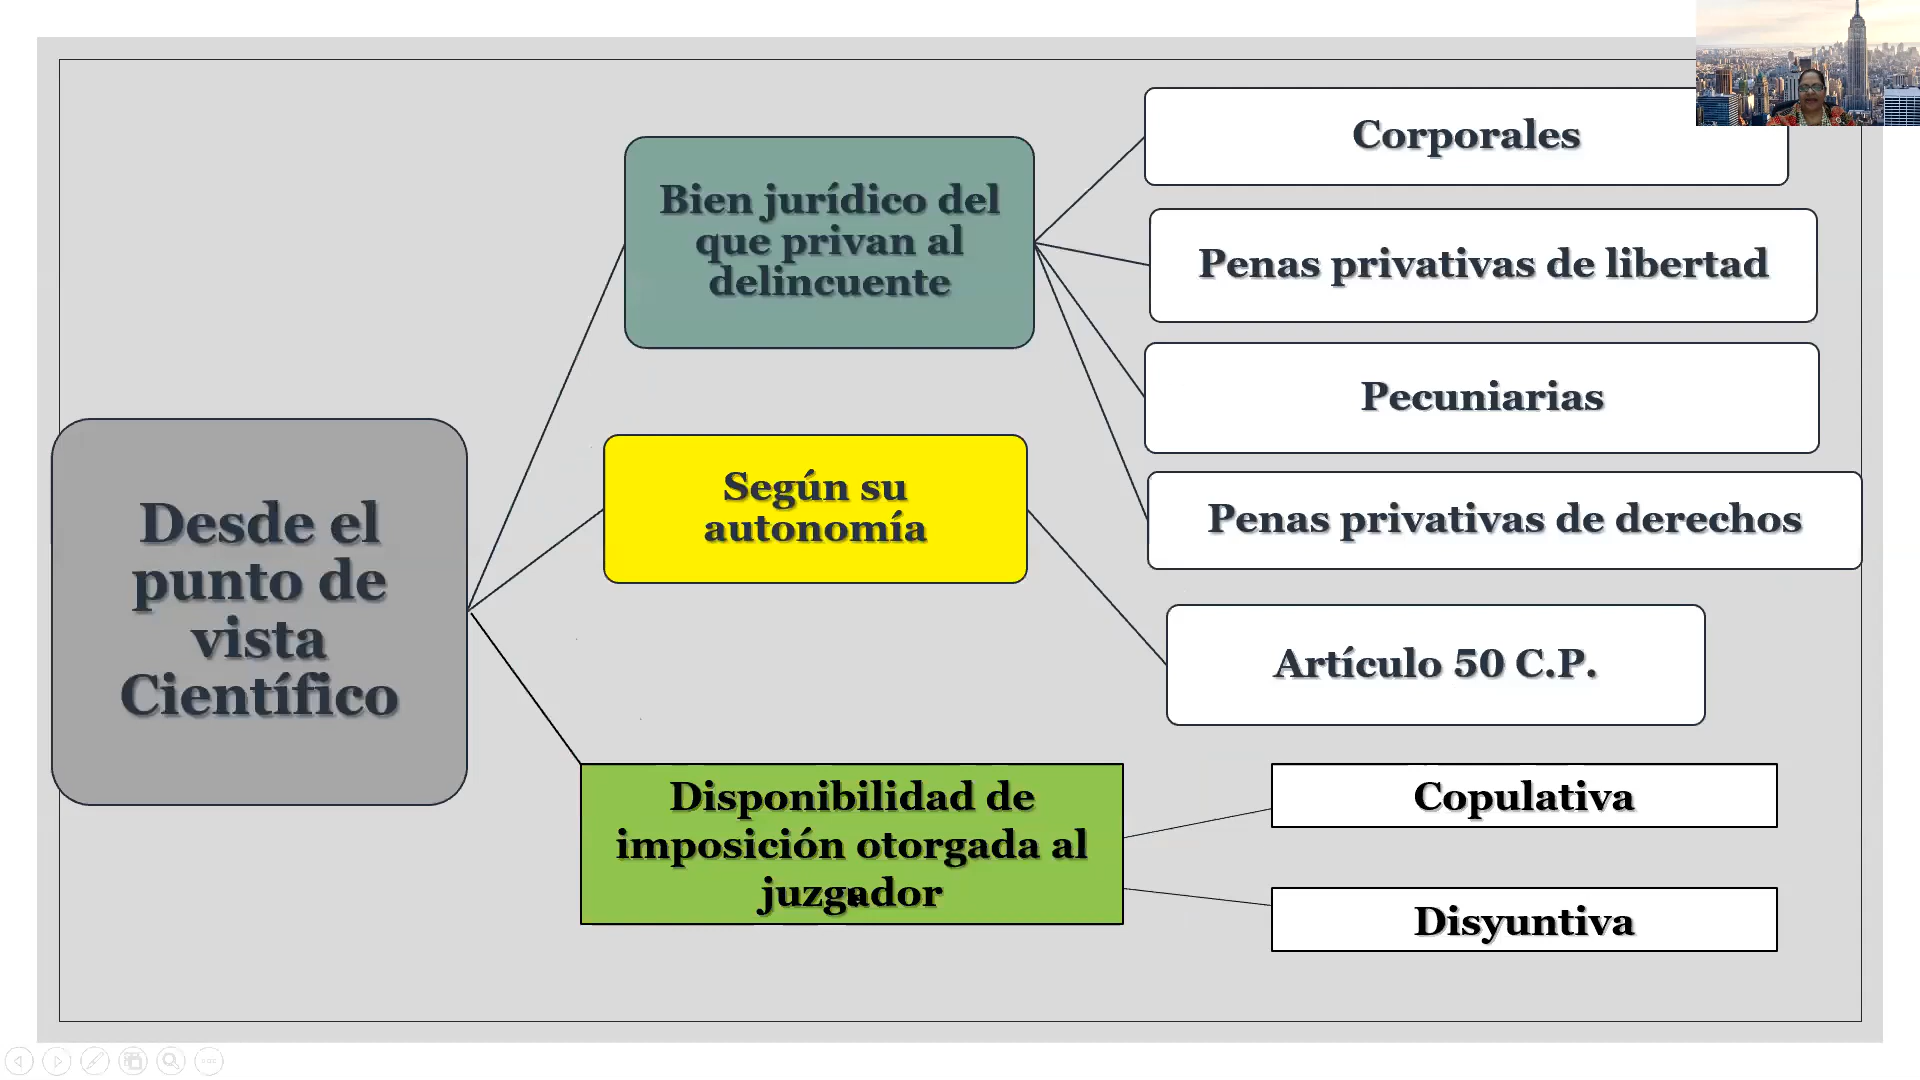 Desde el
punto de
vista
Científico
Bien jurídico del
que privan al
delincuente
Corporales
Penas privativas de libertad
Pecuniarias
Penas privativas de derechos
Según su
autonomía
Artículo 50 C.P.
Disponibilidad de
imposición otorgada al
juzgador
Copulativa
Disyuntiva